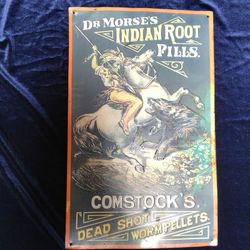 DR MORSE'S
INDIAN ROOT
PILLS.
COMSTOCK'S.
DEAD SHOT
WORM PELLETS.